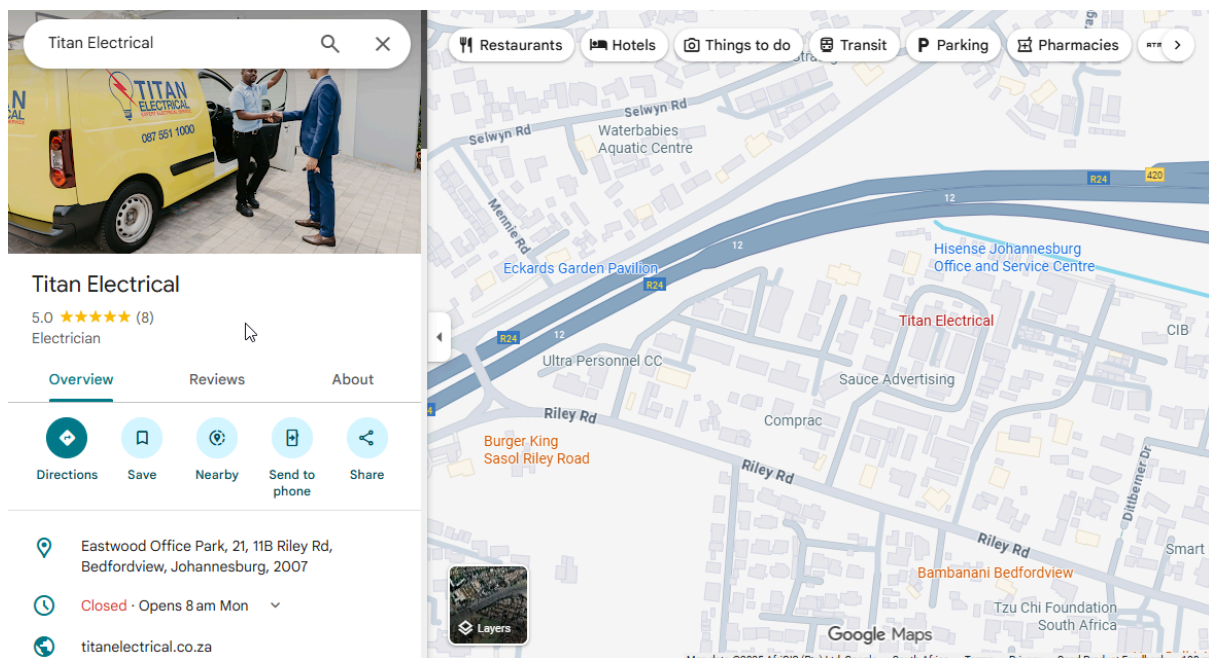 Titan Electrical
TITAN
ELECTRICAL
EXPERT ELECTRICAL SERVICE
087 551 1000
Titan Electrical
5.0 ★★★★★ (8)
Electrician
Overview Reviews About
Directions Save Nearby Send to phone Share
Eastwood Office Park, 21, 11B Riley Rd,
Bedfordview, Johannesburg, 2007
Closed · Opens 8 am Mon
titanelectrical.co.za
Restaurants Hotels Things to do Transit Parking Pharmacies ATM
Selwyn Rd
Selwyn Rd
Waterbabies
Aquatic Centre
Mennie Rd
R24
420
12
12
Hisense Johannesburg
Office and Service Centre
Eckards Garden Pavilion
R24
Titan Electrical
CIB
R24
12
Ultra Personnel CC
Sauce Advertising
Riley Rd
Comprac
Burger King
Sasol Riley Road
Riley Rd
Dittberner Dr
Riley Rd
Smart
Bambanani Bedfordview
Tzu Chi Foundation
South Africa
Layers
Google Maps